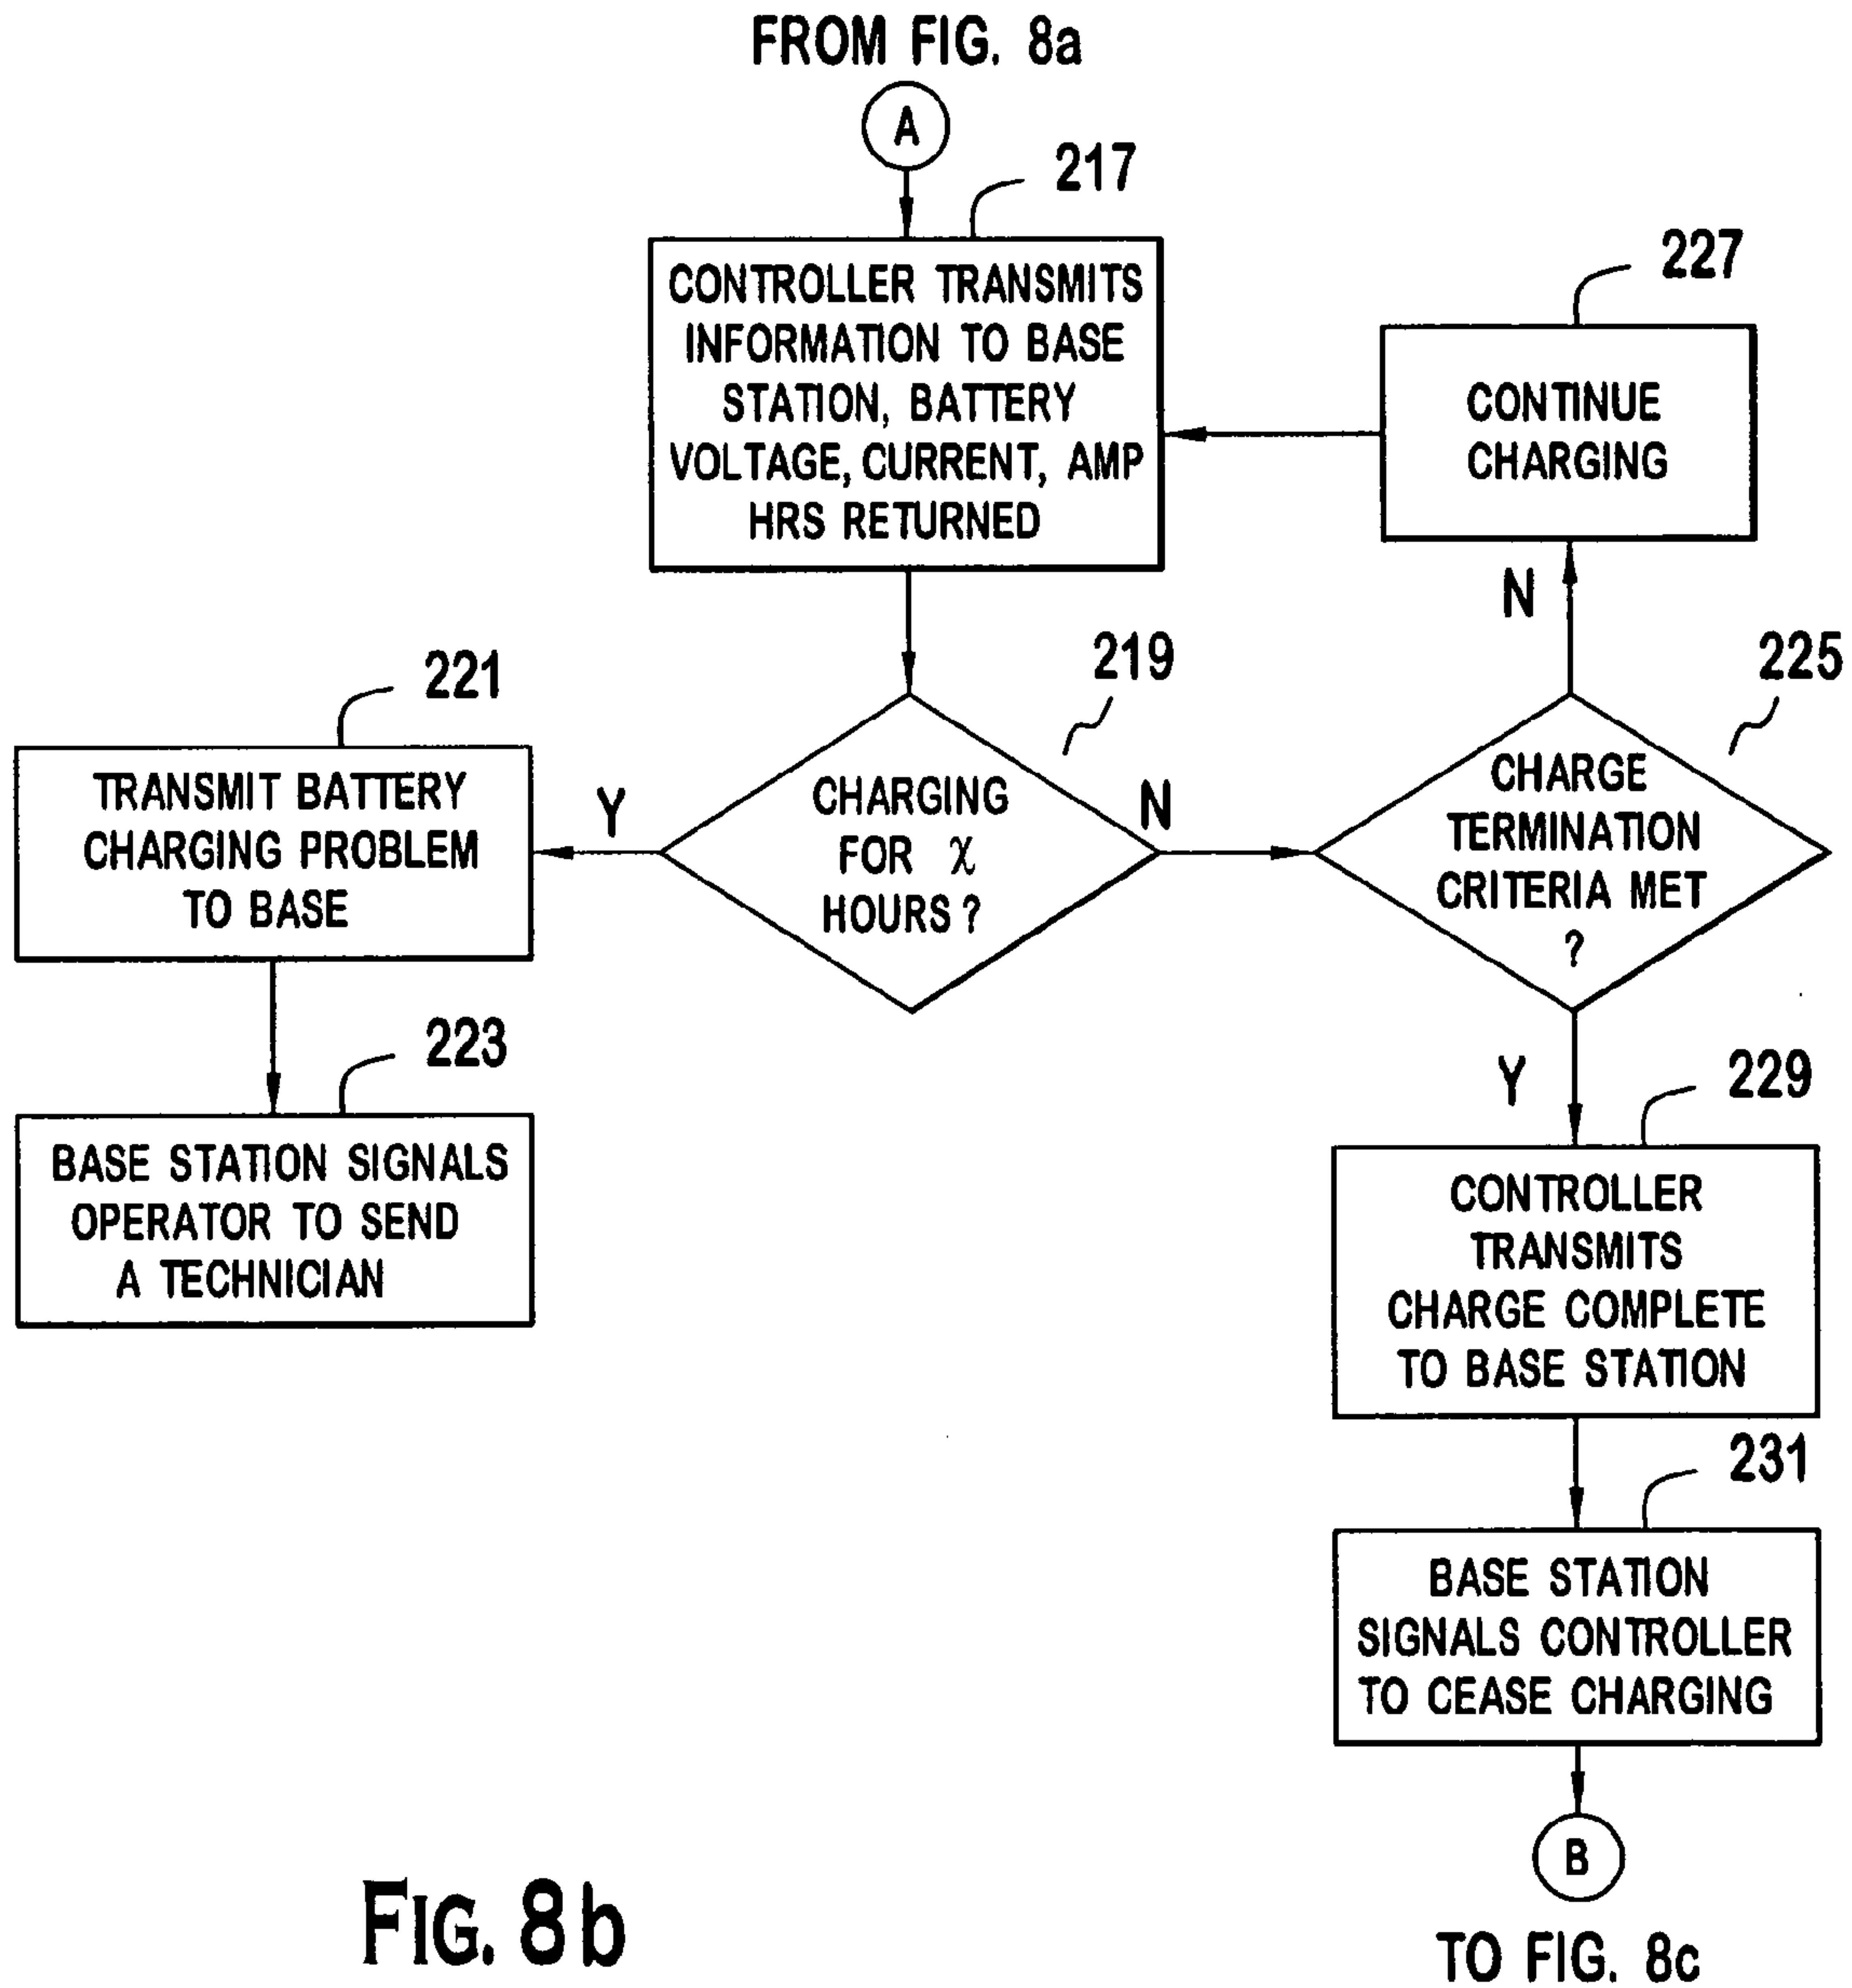 FROM FIG. 8a
A
217
CONTROLLER TRANSMITS
INFORMATION TO BASE
STATION, BATTERY
VOLTAGE, CURRENT, AMP
HRS RETURNED
227
CONTINUE
CHARGING
N
219
CHARGING
FOR χ
HOURS?
Y
N
221
TRANSMIT BATTERY
CHARGING PROBLEM
TO BASE
223
BASE STATION SIGNALS
OPERATOR TO SEND
A TECHNICIAN
225
CHARGE
TERMINATION
CRITERIA MET
?
Y
229
CONTROLLER
TRANSMITS
CHARGE COMPLETE
TO BASE STATION
231
BASE STATION
SIGNALS CONTROLLER
TO CEASE CHARGING
B
TO FIG. 8c
FIG. 8b